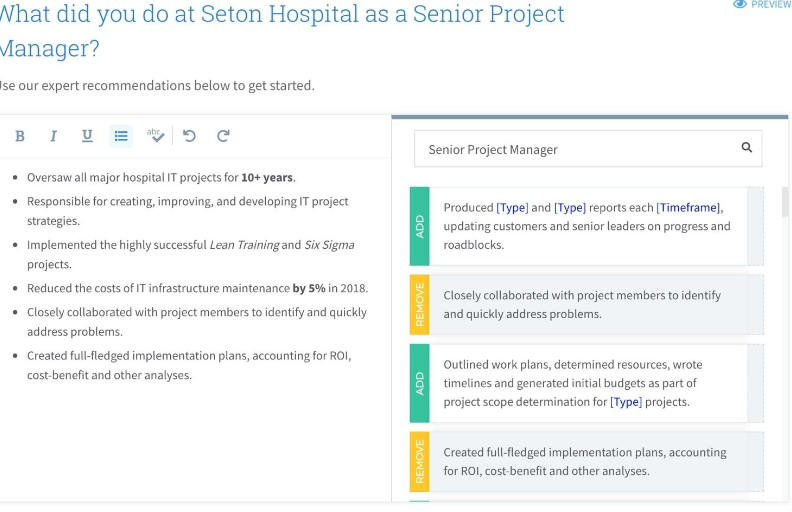 What did you do at Seton Hospital as a Senior Project
Manager?
PREVIEW
Use our expert recommendations below to get started.
B I U abc
• Oversaw all major hospital IT projects for 10+ years.
• Responsible for creating, improving, and developing IT project
strategies.
• Implemented the highly successful Lean Training and Six Sigma
projects.
• Reduced the costs of IT infrastructure maintenance by 5% in 2018.
• Closely collaborated with project members to identify and quickly
address problems.
• Created full-fledged implementation plans, accounting for ROI,
cost-benefit and other analyses.
Senior Project Manager
ADD
Produced [Type] and [Type] reports each [Timeframe],
updating customers and senior leaders on progress and
roadblocks.
REMOVE
Closely collaborated with project members to identify
and quickly address problems.
ADD
Outlined work plans, determined resources, wrote
timelines and generated initial budgets as part of
project scope determination for [Type] projects.
REMOVE
Created full-fledged implementation plans, accounting
for ROI, cost-benefit and other analyses.